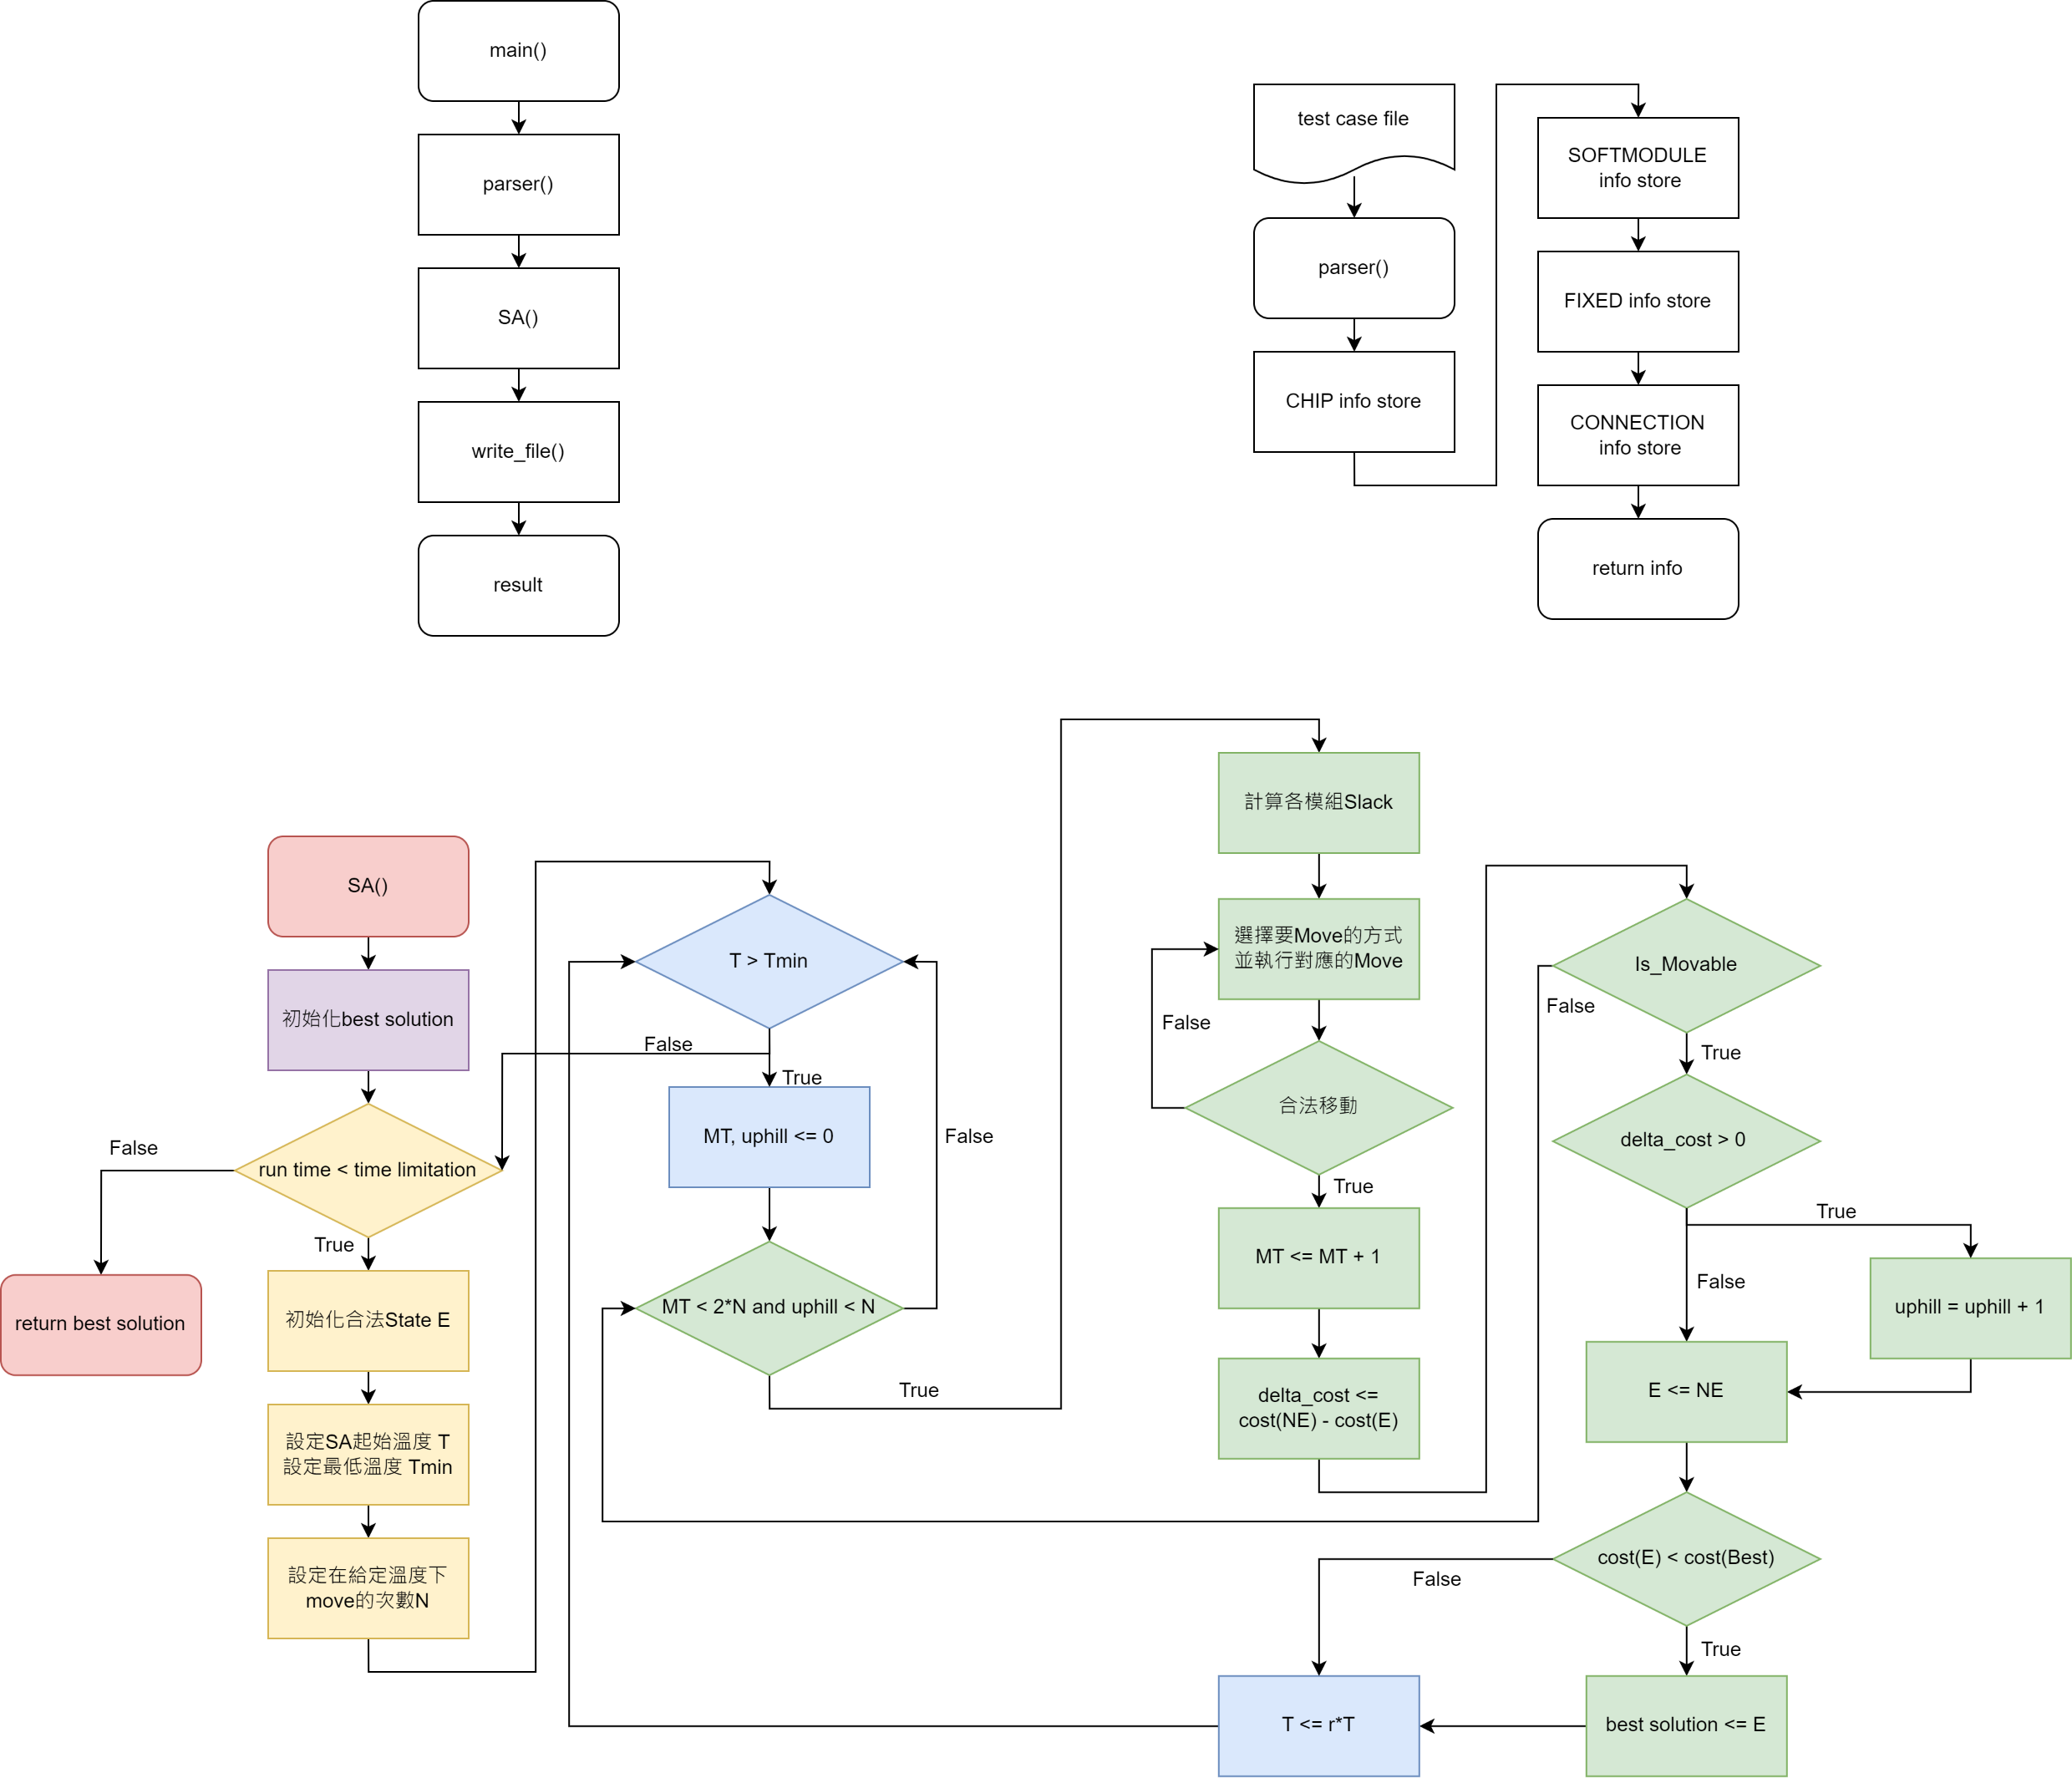 main()
parser()
SA()
write_file()
result
test case file
parser()
CHIP info store
SOFTMODULE
info store
FIXED info store
CONNECTION
info store
return info
SA()
初始化best solution
run time < time limitation
False
return best solution
True
初始化合法State E
設定SA起始溫度 T
設定最低溫度 Tmin
設定在給定溫度下
move的次數N
T > Tmin
False
True
MT, uphill <= 0
False
MT < 2*N and uphill < N
True
計算各模組Slack
選擇要Move的方式
並執行對應的Move
False
合法移動
True
MT <= MT + 1
delta_cost <=
cost(NE) - cost(E)
Is_Movable
False
True
delta_cost > 0
True
False
uphill = uphill + 1
E <= NE
cost(E) < cost(Best)
False
True
T <= r*T
best solution <= E